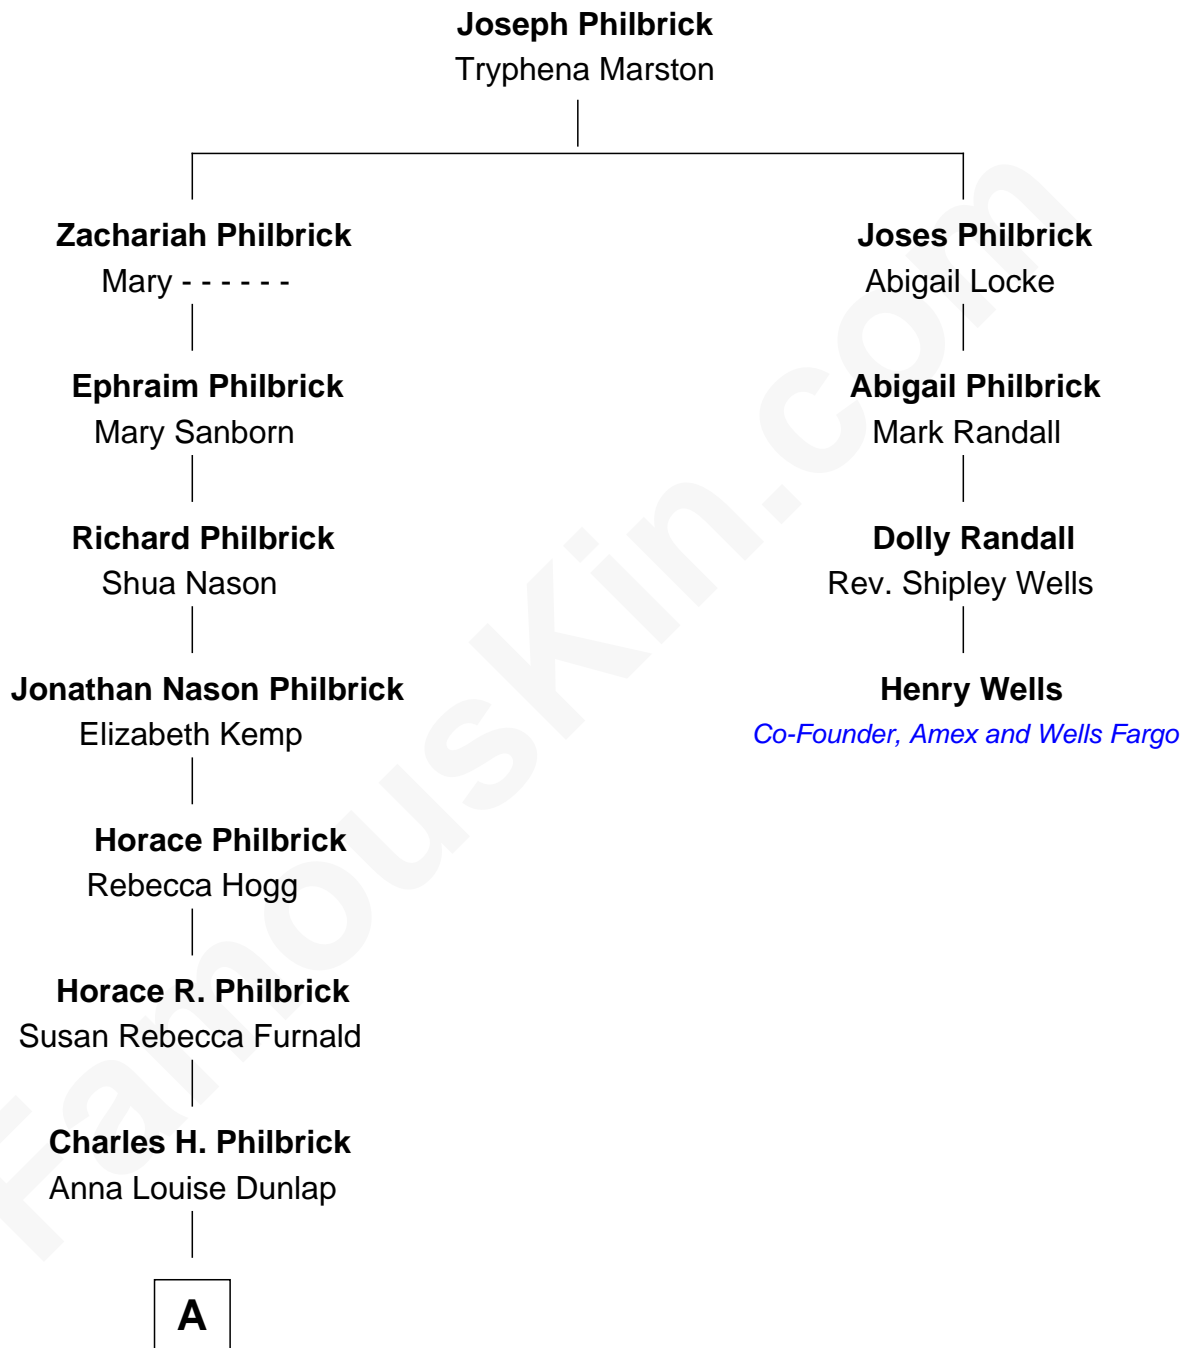 Joseph Philbrick
Tryphena Marston
Zachariah Philbrick
Mary - - - - - -
Joses Philbrick
Abigail Locke
Ephraim Philbrick
Mary Sanborn
Abigail Philbrick
Mark Randall
Richard Philbrick
Shua Nason
Dolly Randall
Rev. Shipley Wells
Jonathan Nason Philbrick
Elizabeth Kemp
Henry Wells
Co-Founder, Amex and Wells Fargo
Horace Philbrick
Rebecca Hogg
Horace R. Philbrick
Susan Rebecca Furnald
Charles H. Philbrick
Anna Louise Dunlap
A
FamousKin.com